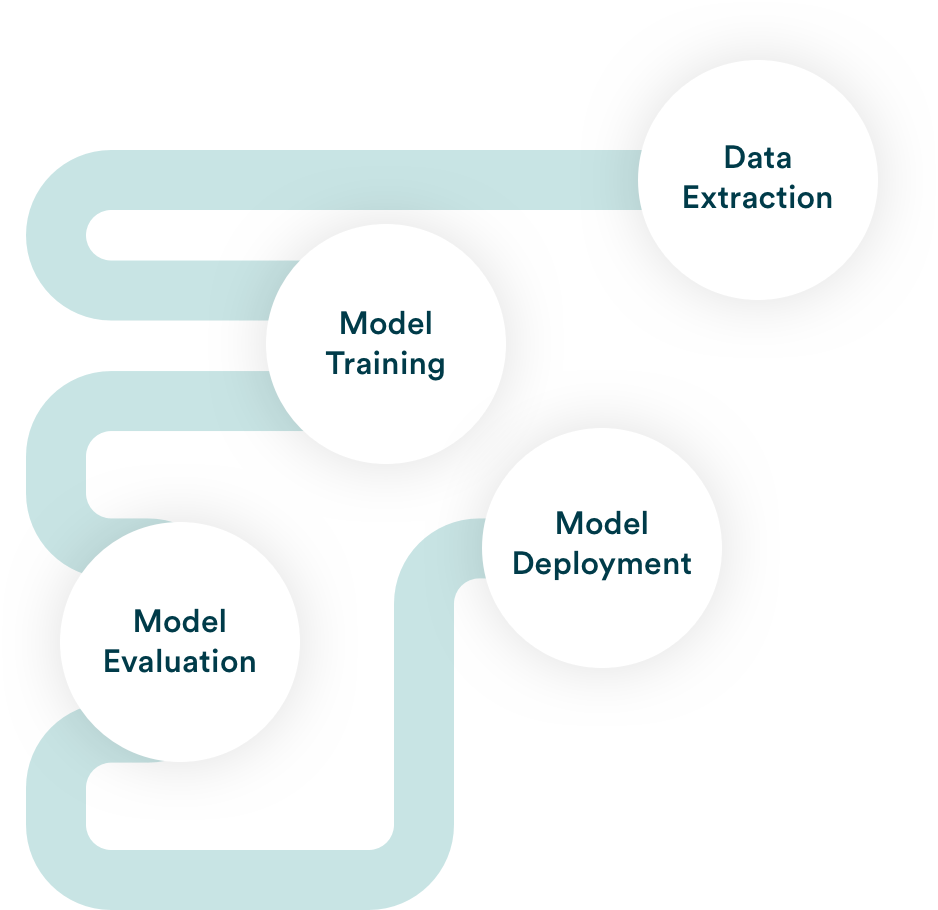 Data
Extraction
Model
Training
Model
Deployment
Model
Evaluation